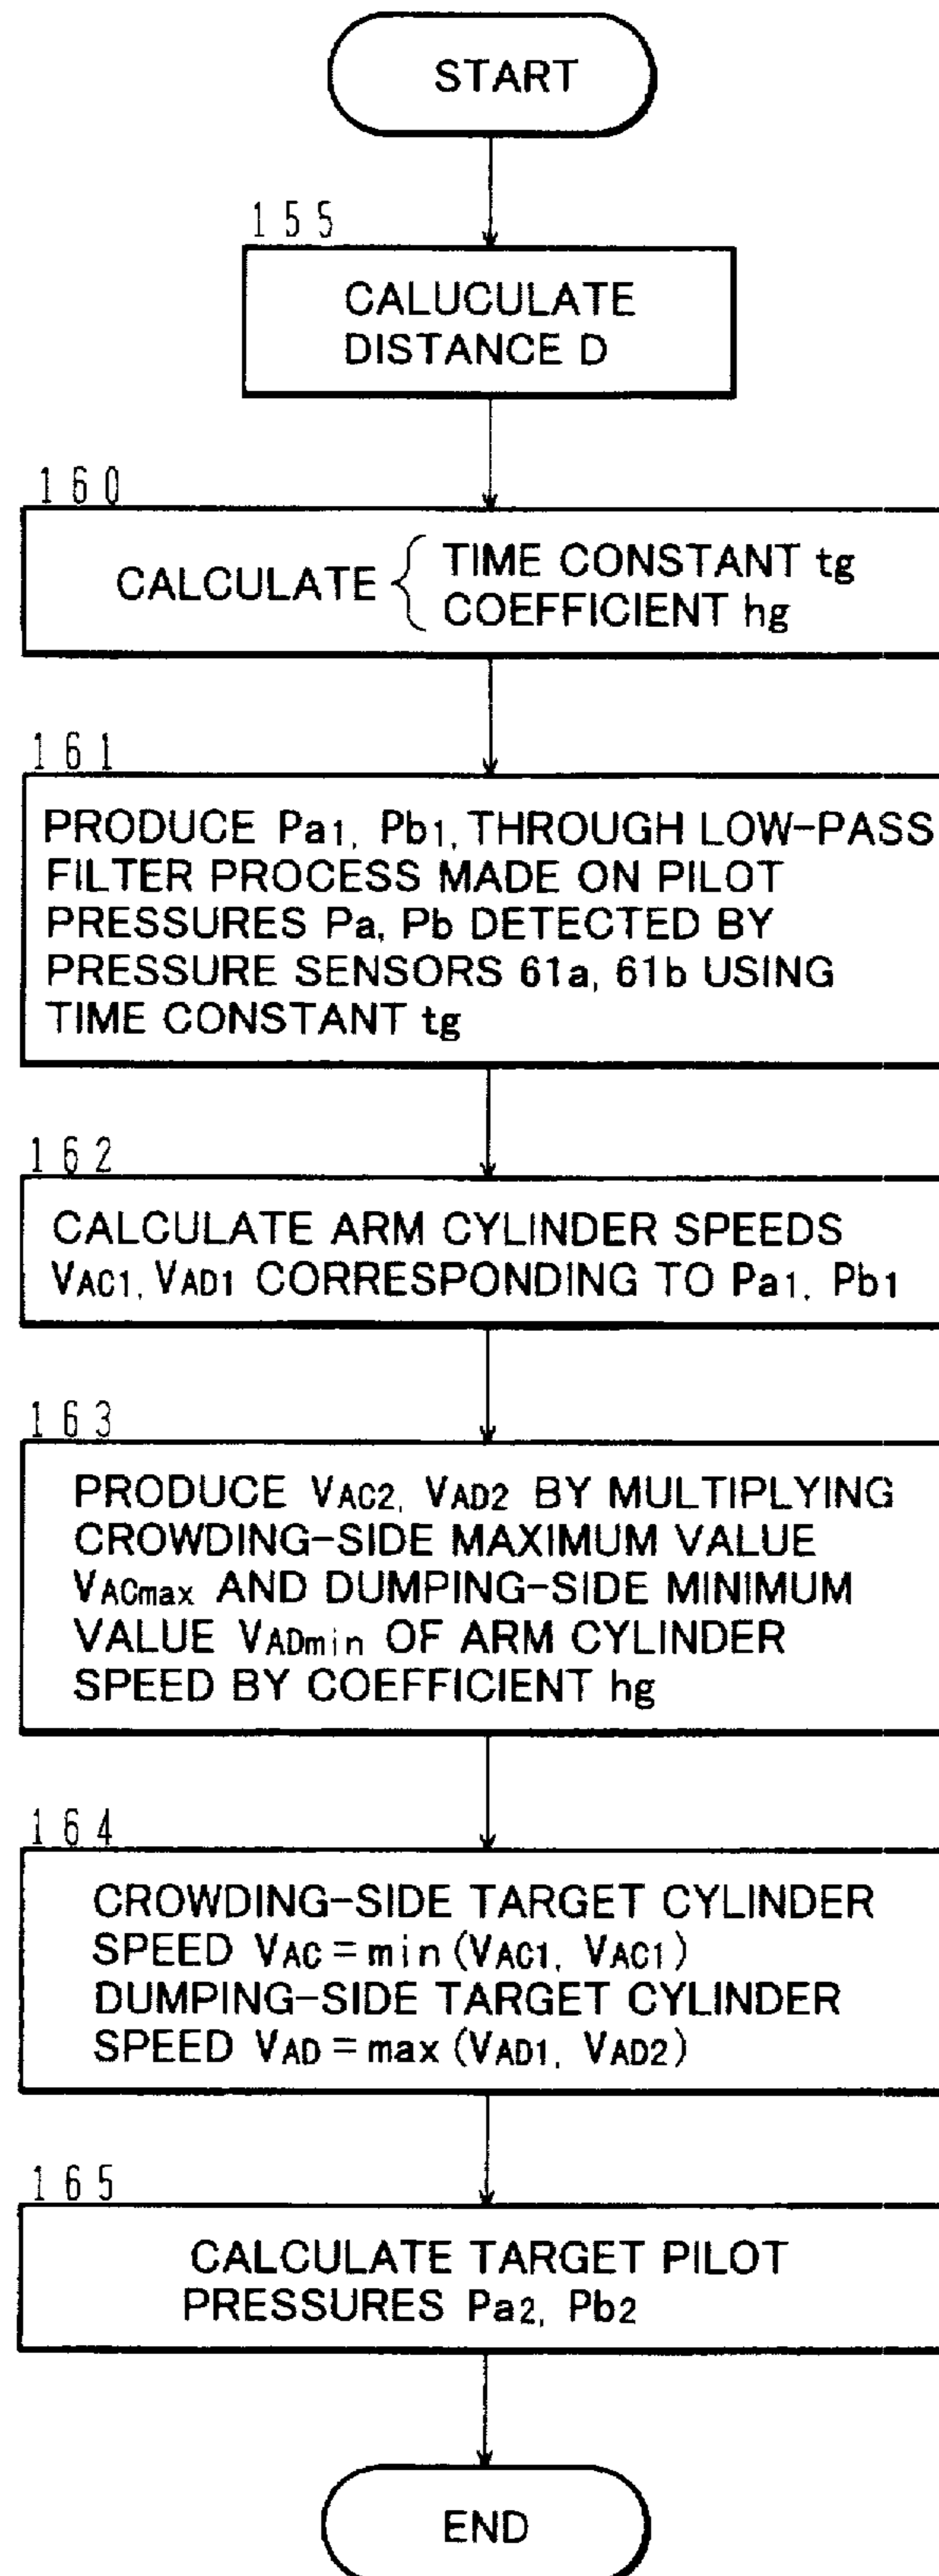 START
155
CALUCULATE
DISTANCE D
160
CALCULATE { TIME CONSTANT tg
COEFFICIENT hg
161
PRODUCE Pa1, Pb1, THROUGH LOW-PASS
FILTER PROCESS MADE ON PILOT
PRESSURES Pa, Pb DETECTED BY
PRESSURE SENSORS 61a, 61b USING
TIME CONSTANT tg
162
CALCULATE ARM CYLINDER SPEEDS
VAC1, VAD1 CORRESPONDING TO Pa1, Pb1
163
PRODUCE VAC2, VAD2 BY MULTIPLYING
CROWDING-SIDE MAXIMUM VALUE
VACmax AND DUMPING-SIDE MINIMUM
VALUE VADmin OF ARM CYLINDER
SPEED BY COEFFICIENT hg
164
CROWDING-SIDE TARGET CYLINDER
SPEED VAC = min (VAC1, VAC1)
DUMPING-SIDE TARGET CYLINDER
SPEED VAD = max (VAD1, VAD2)
165
CALCULATE TARGET PILOT
PRESSURES Pa2, Pb2
END